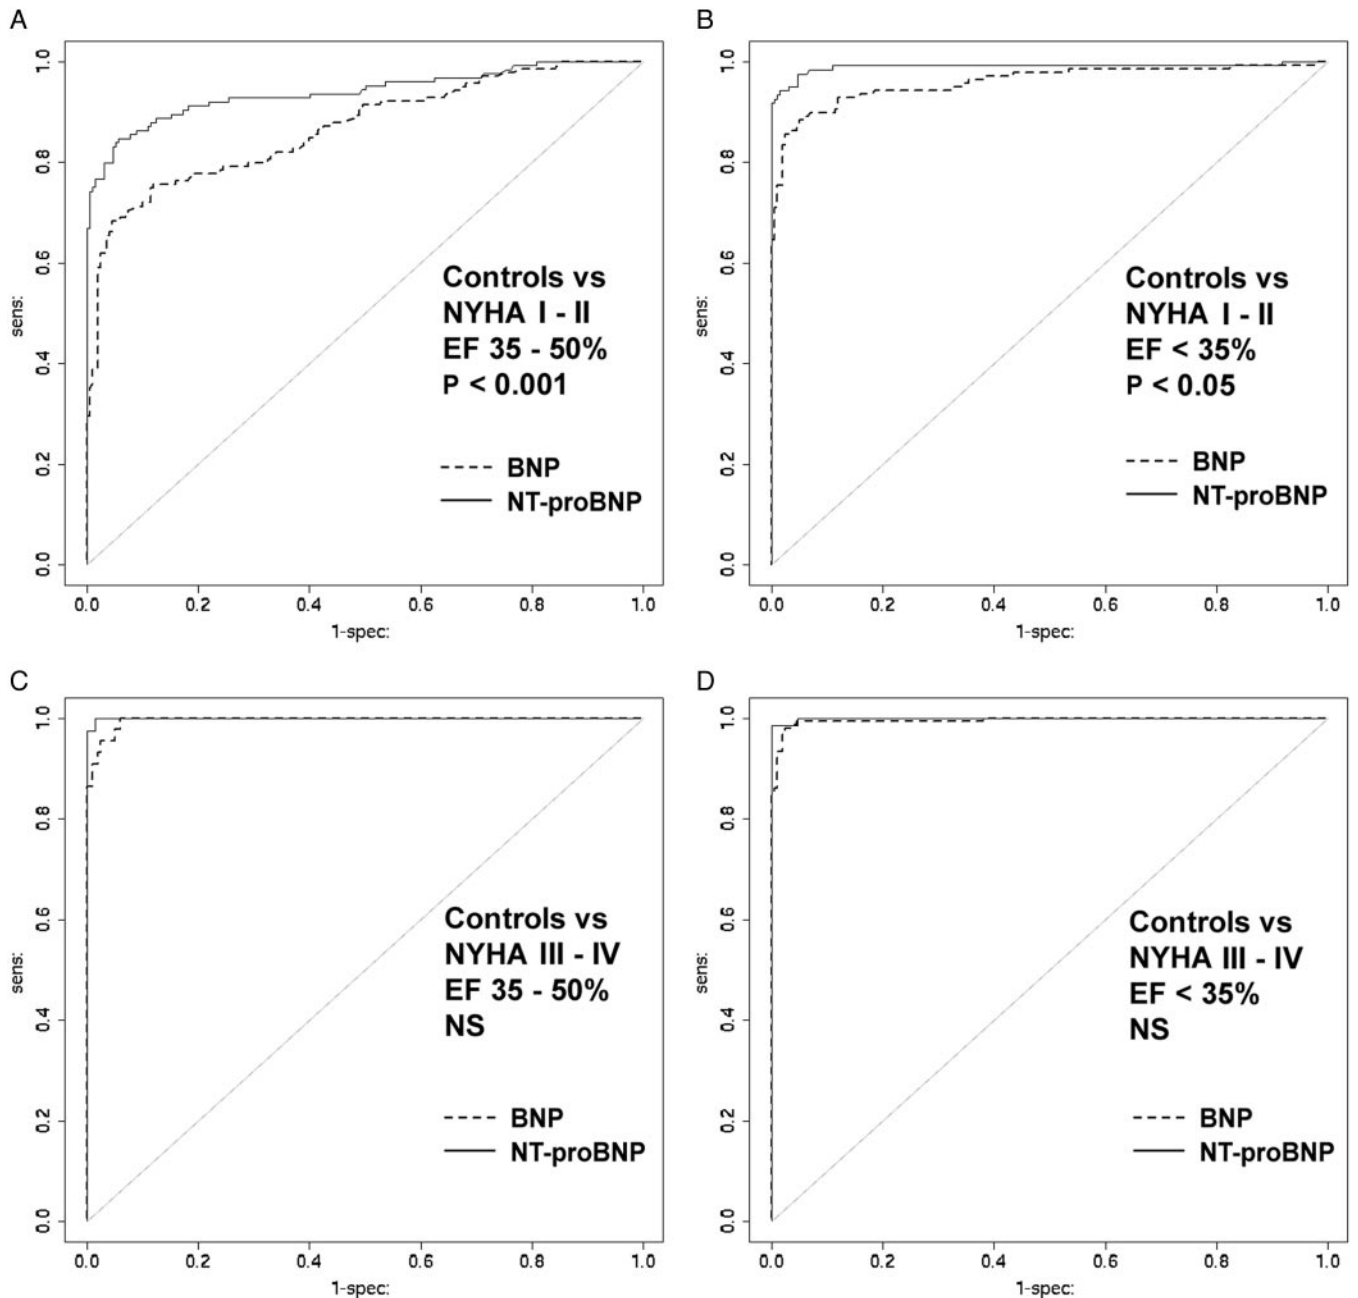 A
1.0
0.8
0.6
0.4
0.2
0.0
sens:
Controls vs
NYHA I - II
EF 35 - 50%
P < 0.001
BNP
NT-proBNP
0.0 0.2 0.4 0.6 0.8 1.0
1-spec:
B
1.0
0.8
0.6
0.4
0.2
0.0
sens:
Controls vs
NYHA I - II
EF < 35%
P < 0.05
BNP
NT-proBNP
0.0 0.2 0.4 0.6 0.8 1.0
1-spec:
C
1.0
0.8
0.6
0.4
0.2
0.0
sens:
Controls vs
NYHA III - IV
EF 35 - 50%
NS
BNP
NT-proBNP
0.0 0.2 0.4 0.6 0.8 1.0
1-spec:
D
1.0
0.8
0.6
0.4
0.2
0.0
sens:
Controls vs
NYHA III - IV
EF < 35%
NS
BNP
NT-proBNP
0.0 0.2 0.4 0.6 0.8 1.0
1-spec: